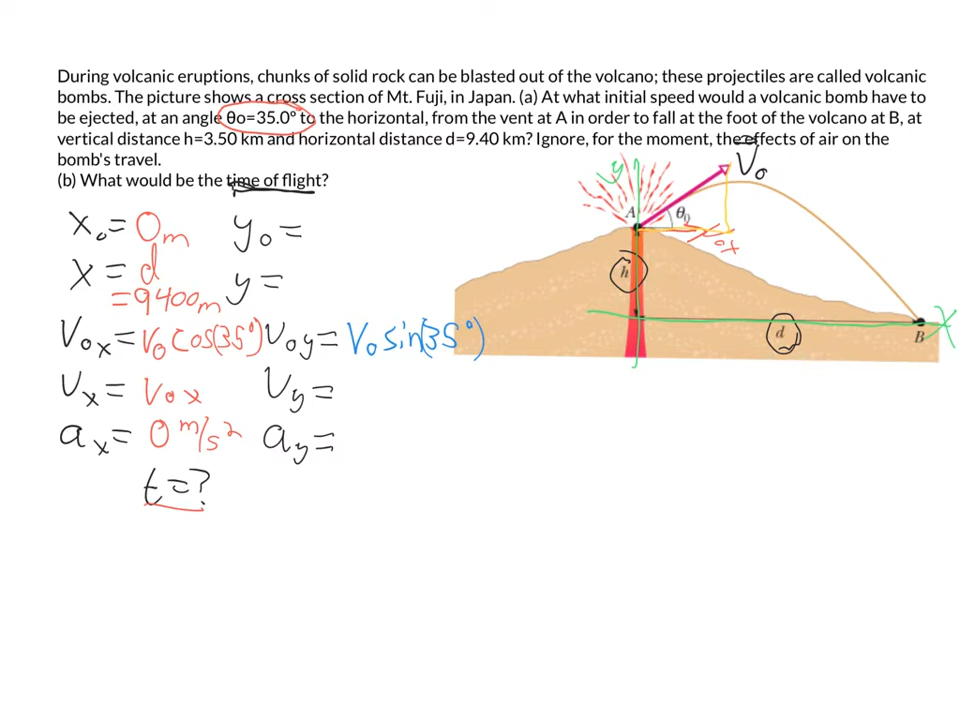 During volcanic eruptions, chunks of solid rock can be blasted out of the volcano; these projectiles are called volcanic
bombs. The picture shows a cross section of Mt. Fuji, in Japan. (a) At what initial speed would a volcanic bomb have to
be ejected, at an angle θo=35.0° to the horizontal, from the vent at A in order to fall at the foot of the volcano at B, at
vertical distance h=3.50 km and horizontal distance d=9.40 km? Ignore, for the moment, the effects of air on the
bomb's travel.
(b) What would be the time of flight?
y
V₀
A
θ₀
h
d
B
X
x₀ = 0m y₀ =
x = d y =
= 9400m
V₀x = V₀ cos(35°) V₀y = V₀ sin(35°)
Vx = V₀x Vy =
ax = 0 m/s² ay =
t = ?